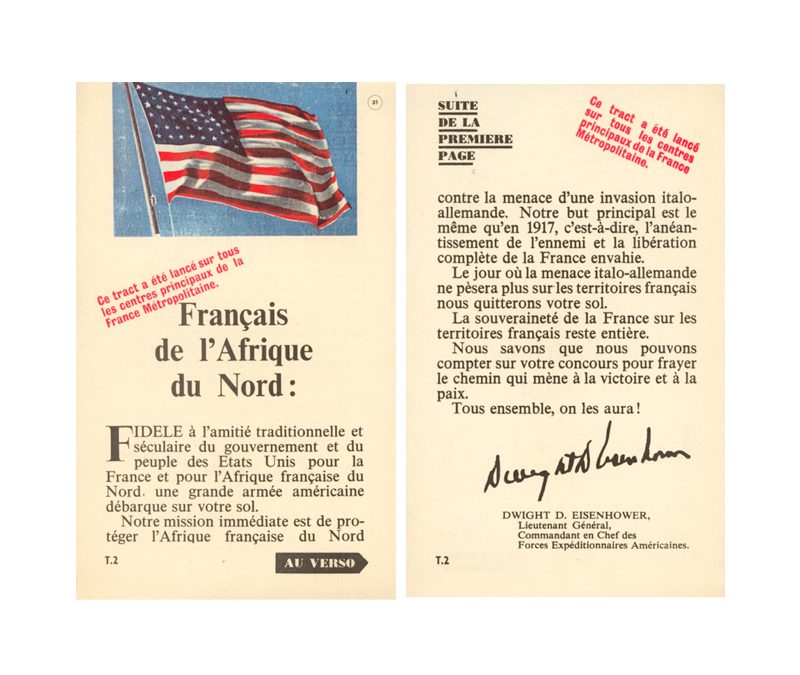 31
Ce tract a été lancé sur tous
les centres principaux de la
France Métropolitaine.
Français
de l'Afrique
du Nord :
FIDELE à l'amitié traditionnelle et
séculaire du gouvernement et du
peuple des Etats Unis pour la
France et pour l'Afrique française du
Nord, une grande armée américaine
débarque sur votre sol.
Notre mission immédiate est de pro-
téger l'Afrique française du Nord
T.2
AU VERSO
SUITE
DE LA
PREMIERE
PAGE
Ce tract a été lancé
sur tous les centres
principaux de la France
Métropolitaine.
contre la menace d'une invasion italo-
allemande. Notre but principal est le
même qu'en 1917, c'est-à-dire, l'anéan-
tissement de l'ennemi et la libération
complète de la France envahie.
Le jour où la menace italo-allemande
ne pèsera plus sur les territoires français
nous quitterons votre sol.
La souveraineté de la France sur les
territoires français reste entière.
Nous savons que nous pouvons
compter sur votre concours pour frayer
le chemin qui mène à la victoire et à la
paix.
Tous ensemble, on les aura !
Dwight D Eisenhower
DWIGHT D. EISENHOWER,
Lieutenant Général,
Commandant en Chef des
Forces Expéditionnaires Américaines.
T.2